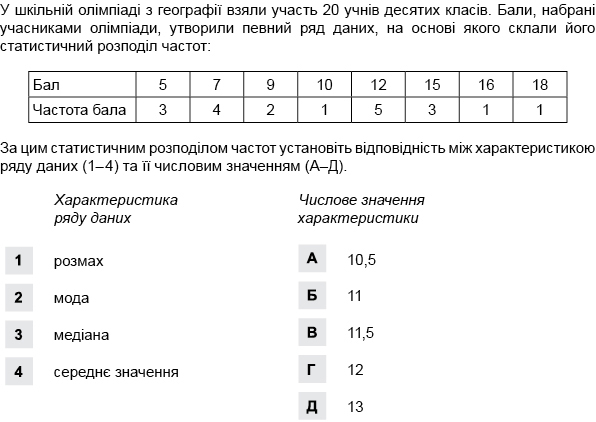 У шкільній олімпіаді з географії взяли участь 20 учнів десятих класів. Бали, набрані
учасниками олімпіади, утворили певний ряд даних, на основі якого склали його
статистичний розподіл частот:
Бал 5 7 9 10 12 15 16 18
Частота бала 3 4 2 1 5 3 1 1
За цим статистичним розподілом частот установіть відповідність між характеристикою
ряду даних (1–4) та її числовим значенням (А–Д).
Характеристика Числове значення
ряду даних характеристики
1 розмах А 10,5
2 мода Б 11
3 медіана В 11,5
4 середнє значення Г 12
Д 13